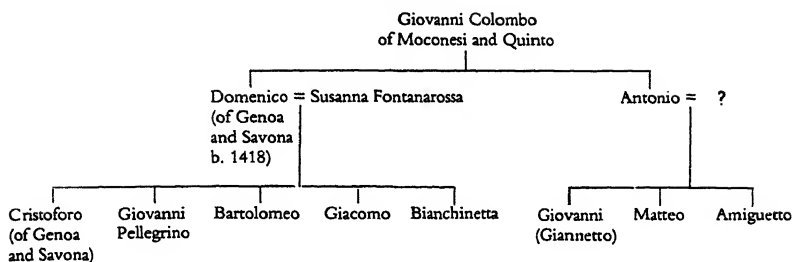 Giovanni Colombo
of Moconesi and Quinto
Domenico = Susanna Fontanarossa
(of Genoa
and Savona
b. 1418)
Antonio = ?
Cristoforo
(of Genoa
and Savona)
Giovanni
Pellegrino
Bartolomeo
Giacomo
Bianchinetta
Giovanni
(Giannetto)
Matteo
Amiguetto